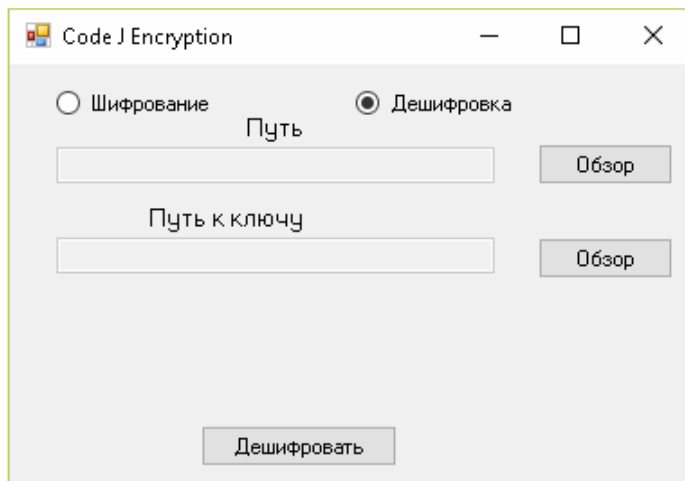 Code J Encryption
Шифрование Дешифровка
Путь
Обзор
Путь к ключу
Обзор
Дешифровать